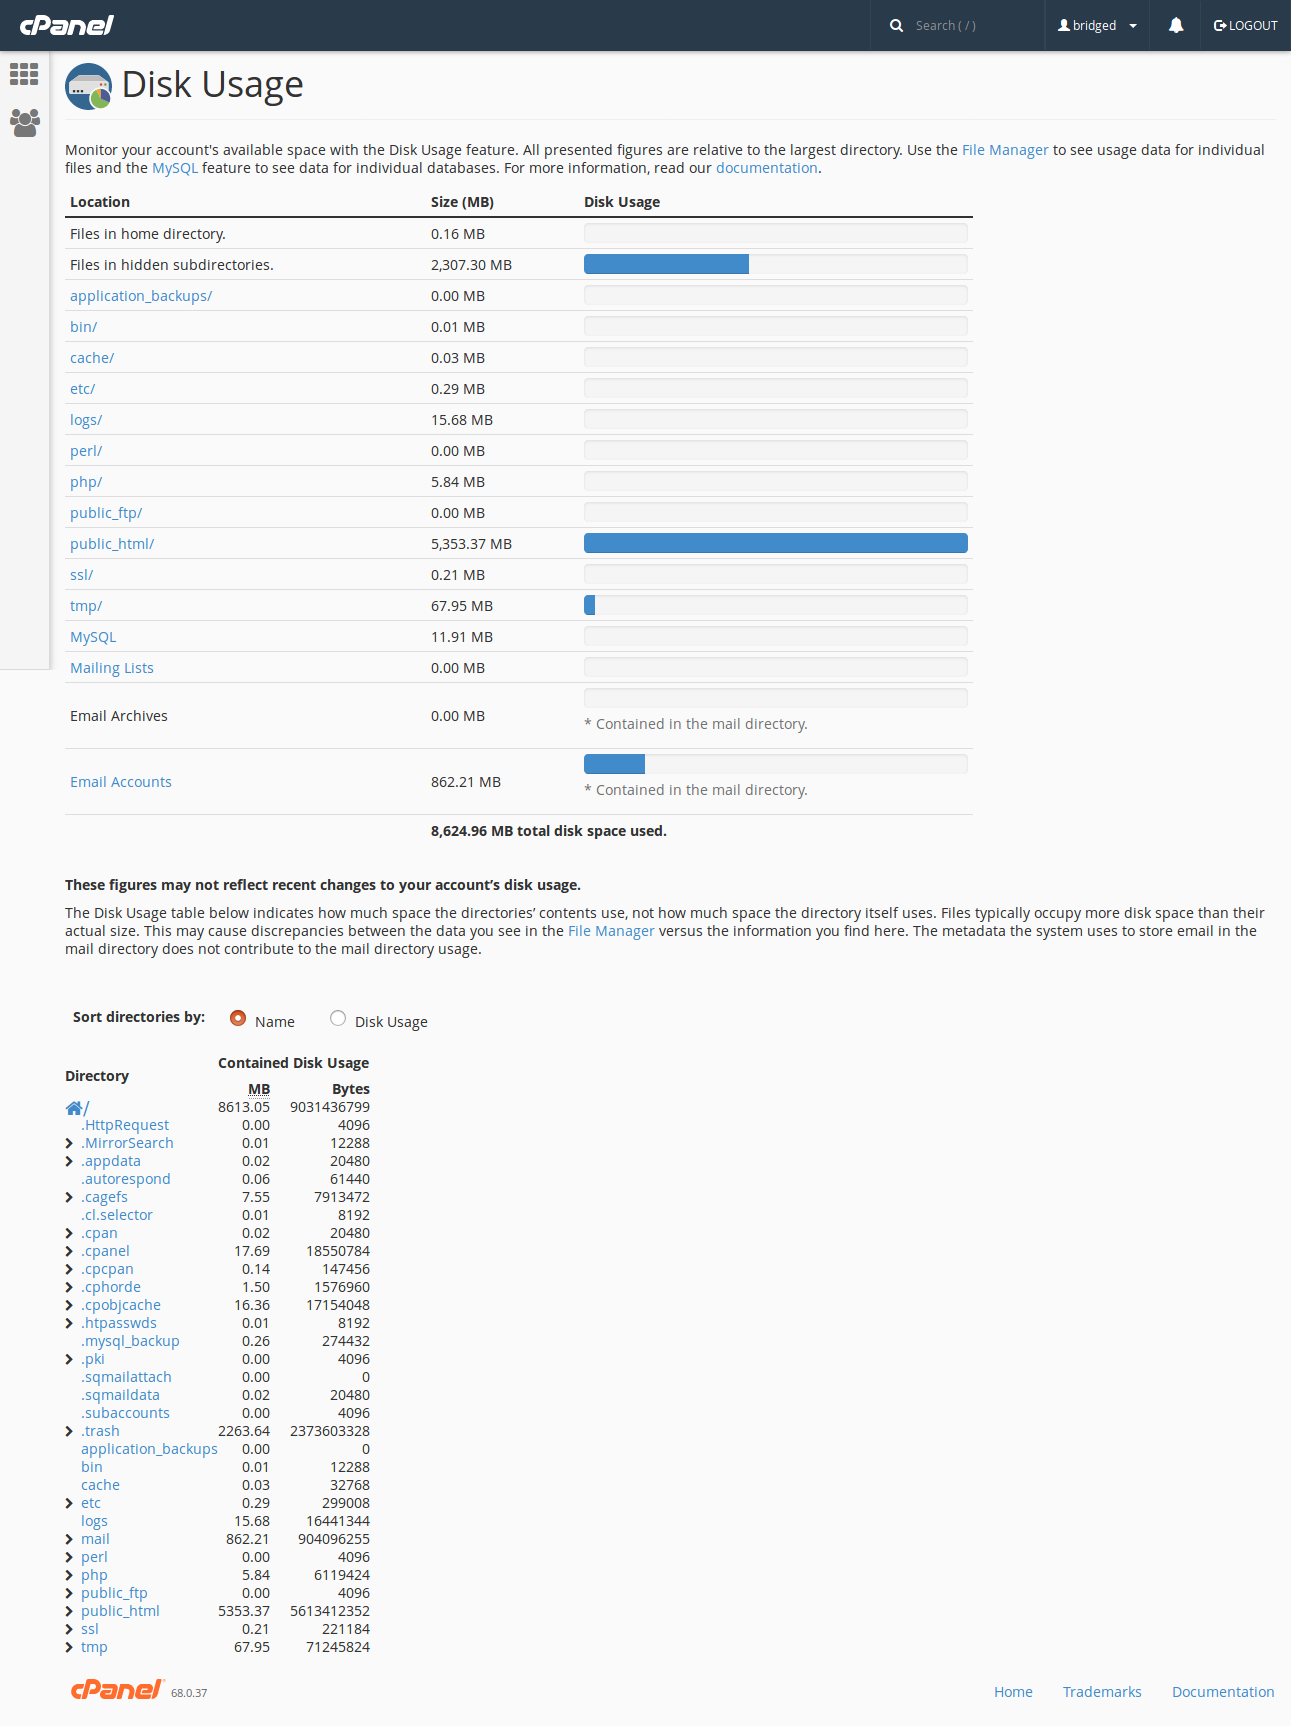 cPanel Search ( / ) bridged LOGOUT
Disk Usage
Monitor your account's available space with the Disk Usage feature. All presented figures are relative to the largest directory. Use the File Manager to see usage data for individual
files and the MySQL feature to see data for individual databases. For more information, read our documentation.
Location Size (MB) Disk Usage
Files in home directory. 0.16 MB
Files in hidden subdirectories. 2,307.30 MB
application_backups/ 0.00 MB
bin/ 0.01 MB
cache/ 0.03 MB
etc/ 0.29 MB
logs/ 15.68 MB
perl/ 0.00 MB
php/ 5.84 MB
public_ftp/ 0.00 MB
public_html/ 5,353.37 MB
ssl/ 0.21 MB
tmp/ 67.95 MB
MySQL 11.91 MB
Mailing Lists 0.00 MB
Email Archives 0.00 MB
* Contained in the mail directory.
Email Accounts 862.21 MB
* Contained in the mail directory.
8,624.96 MB total disk space used.
These figures may not reflect recent changes to your account’s disk usage.
The Disk Usage table below indicates how much space the directories’ contents use, not how much space the directory itself uses. Files typically occupy more disk space than their
actual size. This may cause discrepancies between the data you see in the File Manager versus the information you find here. The metadata the system uses to store email in the
mail directory does not contribute to the mail directory usage.
Sort directories by: Name Disk Usage
Directory Contained Disk Usage
MB Bytes
/ 8613.05 9031436799
.HttpRequest 0.00 4096
.MirrorSearch 0.01 12288
.appdata 0.02 20480
.autorespond 0.06 61440
.cagefs 7.55 7913472
.cl.selector 0.01 8192
.cpan 0.02 20480
.cpanel 17.69 18550784
.cpcpan 0.14 147456
.cphorde 1.50 1576960
.cpobjcache 16.36 17154048
.htpasswds 0.01 8192
.mysql_backup 0.26 274432
.pki 0.00 4096
.sqmailattach 0.00 0
.sqmaildata 0.02 20480
.subaccounts 0.00 4096
.trash 2263.64 2373603328
application_backups 0.00 0
bin 0.01 12288
cache 0.03 32768
etc 0.29 299008
logs 15.68 16441344
mail 862.21 904096255
perl 0.00 4096
php 5.84 6119424
public_ftp 0.00 4096
public_html 5353.37 5613412352
ssl 0.21 221184
tmp 67.95 71245824
cPanel 68.0.37 Home Trademarks Documentation